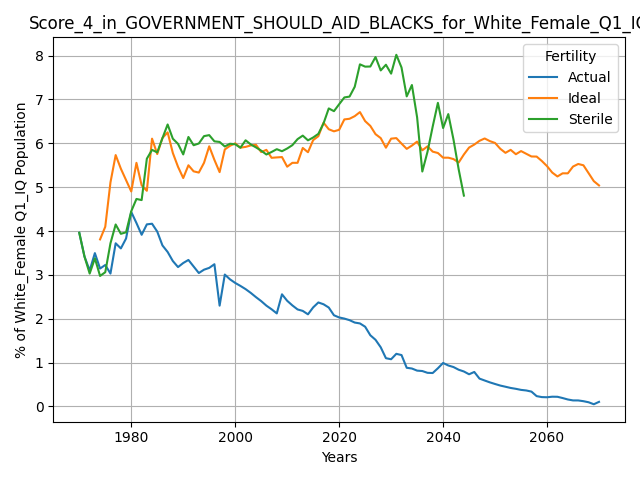 Score_4_in_GOVERNMENT_SHOULD_AID_BLACKS_for_White_Female_Q1_IQ
% of White_Female Q1_IQ Population
8
7
6
5
4
3
2
1
0
Fertility
Actual
Ideal
Sterile
1980 2000 2020 2040 2060
Years